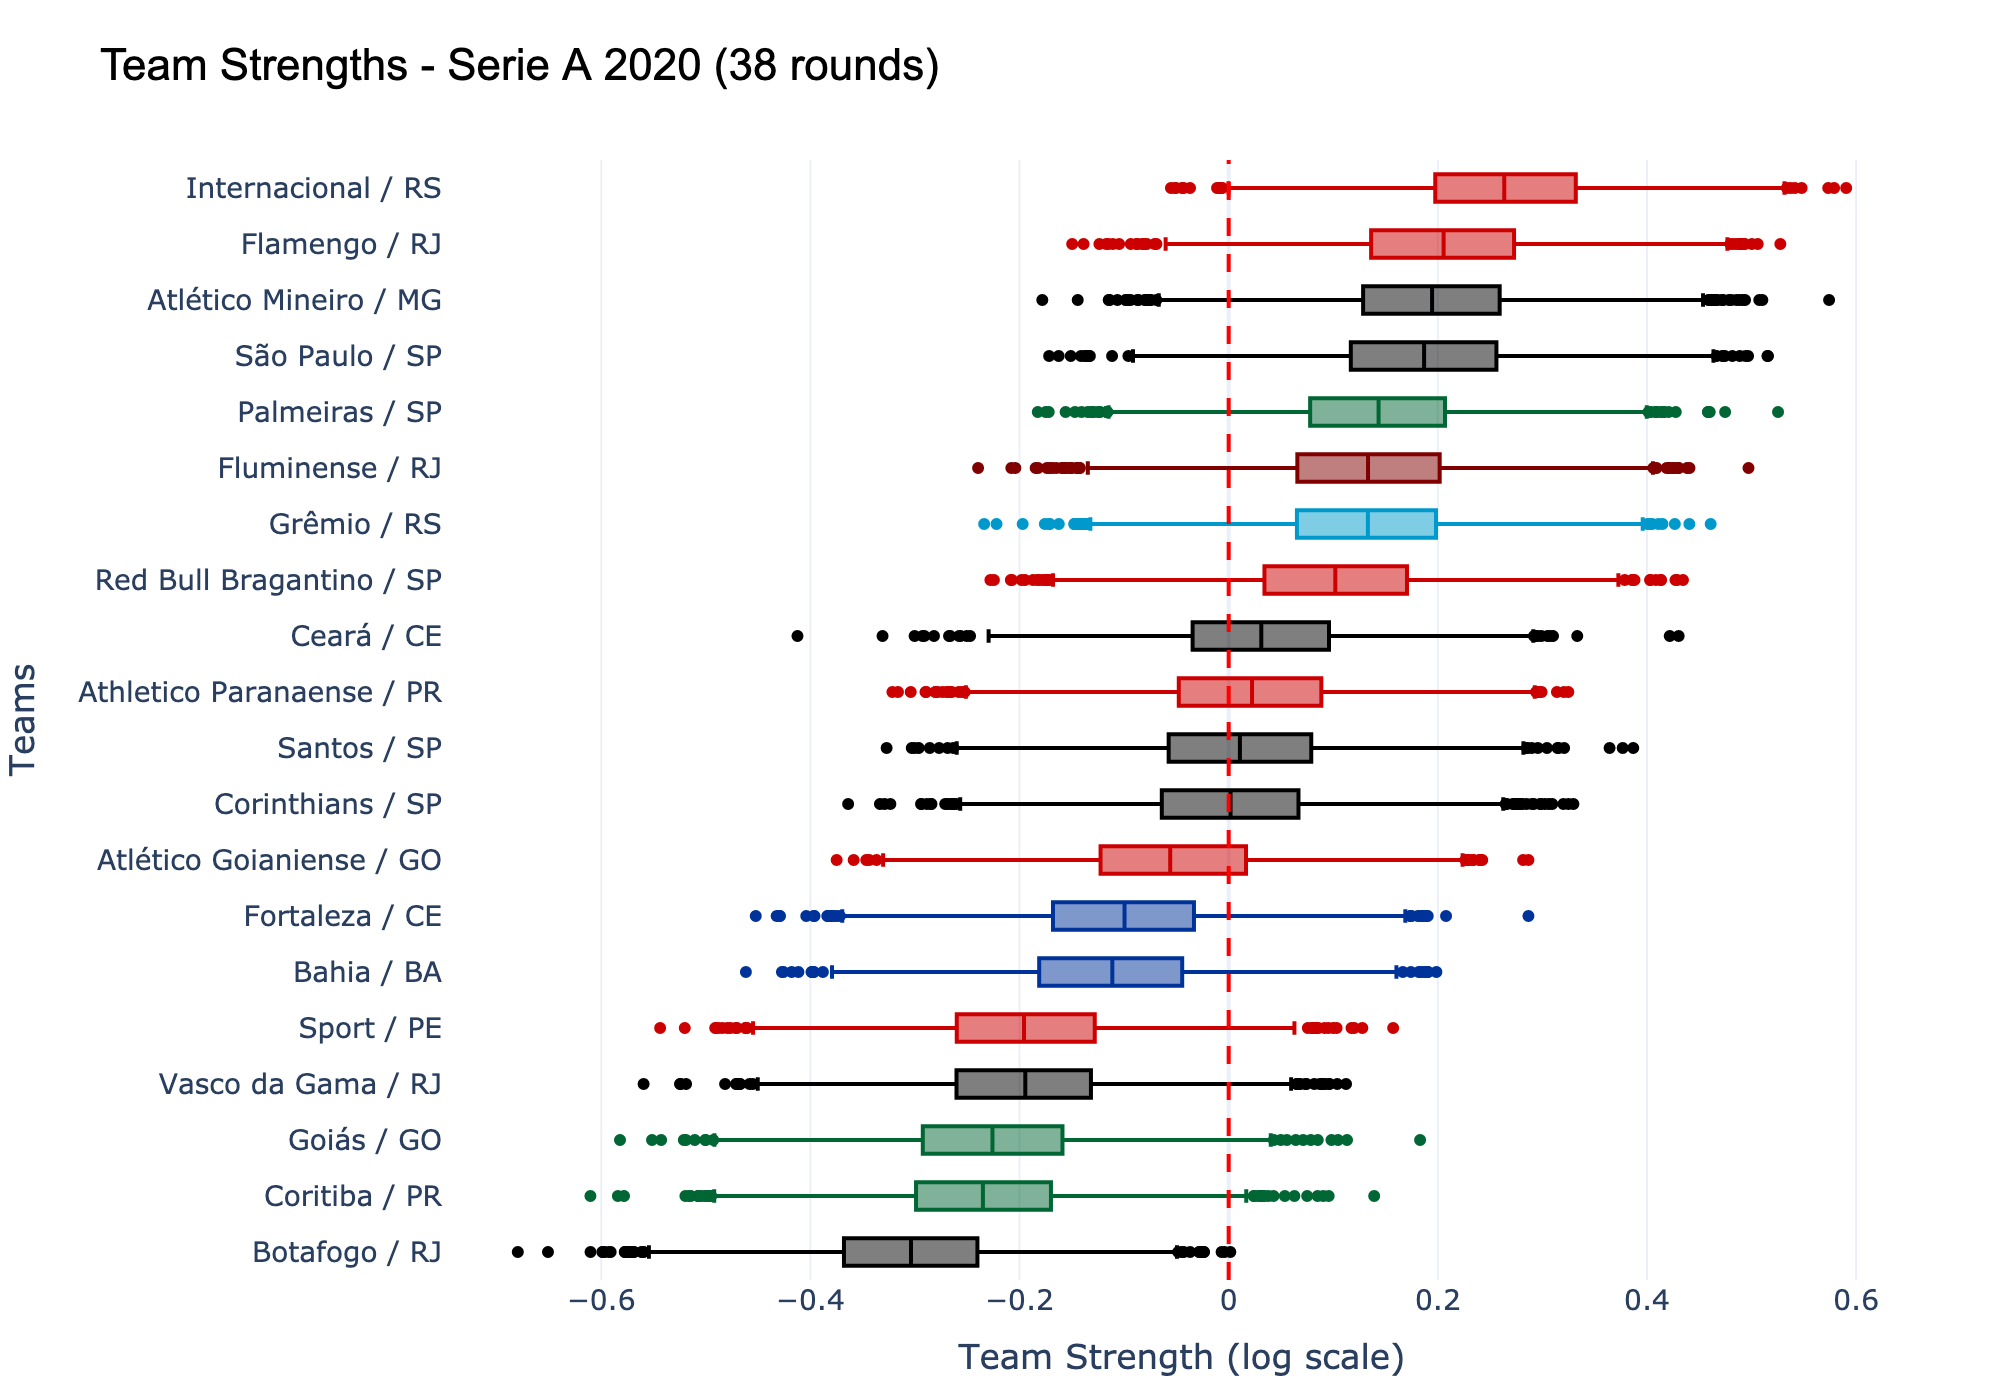 Team Strengths - Serie A 2020 (38 rounds)
Teams
Internacional / RS
Flamengo / RJ
Atlético Mineiro / MG
São Paulo / SP
Palmeiras / SP
Fluminense / RJ
Grêmio / RS
Red Bull Bragantino / SP
Ceará / CE
Athletico Paranaense / PR
Santos / SP
Corinthians / SP
Atlético Goianiense / GO
Fortaleza / CE
Bahia / BA
Sport / PE
Vasco da Gama / RJ
Goiás / GO
Coritiba / PR
Botafogo / RJ
−0.6 −0.4 −0.2 0 0.2 0.4 0.6
Team Strength (log scale)